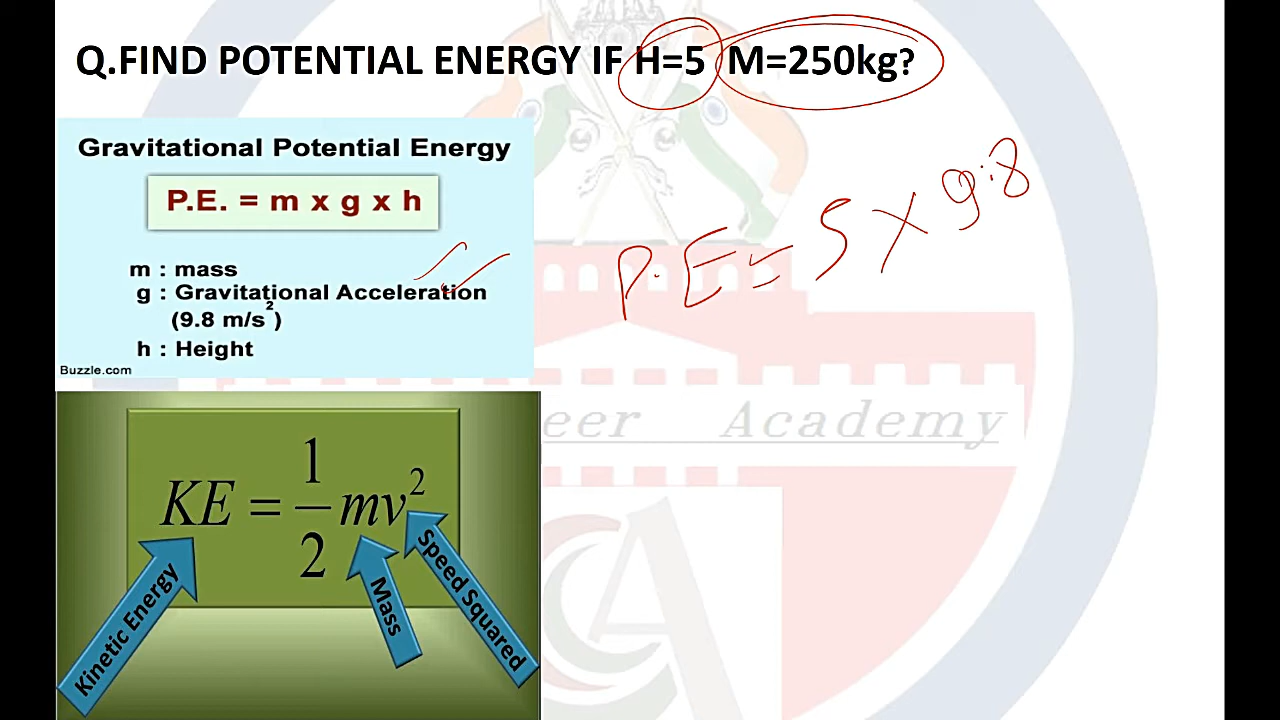 Q.FIND POTENTIAL ENERGY IF H=5 M=250kg?
Gravitational Potential Energy
P.E. = m x g x h
m : mass
g : Gravitational Acceleration
(9.8 m/s²)
h : Height
Buzzle.com
P.E = 5 X 9.8
eer Academy
KE = 1/2 mv²
Kinetic Energy
Mass
Speed Squared